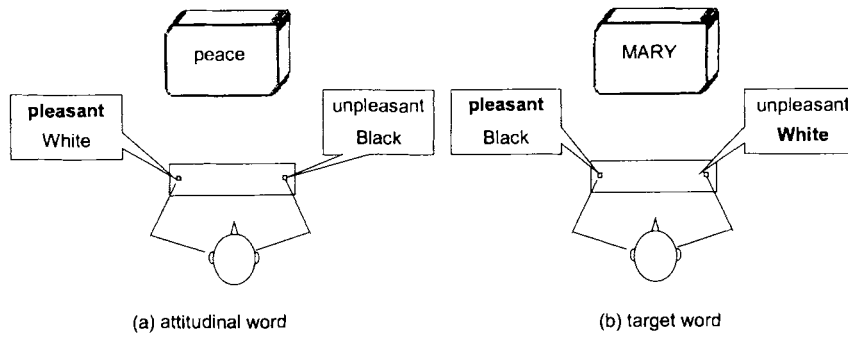 peace
pleasant
White
unpleasant
Black
(a) attitudinal word
MARY
pleasant
Black
unpleasant
White
(b) target word